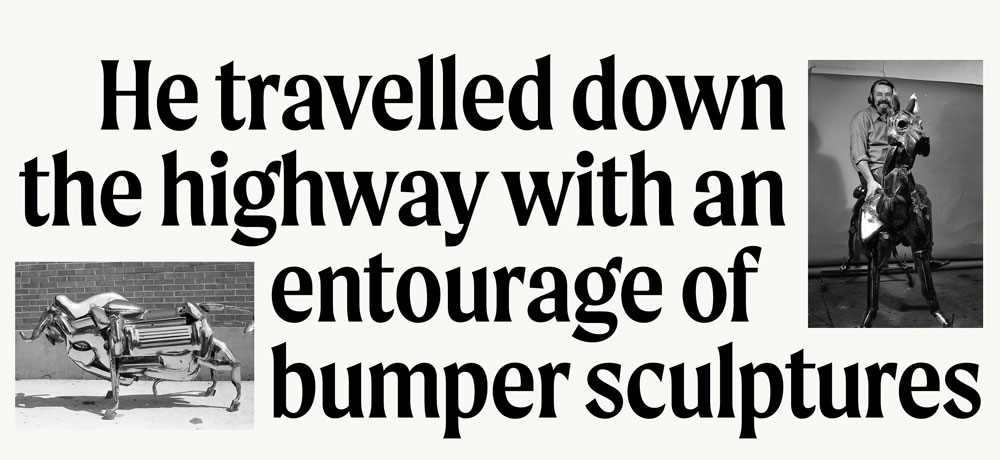 He travelled down
the highway with an
entourage of
bumper sculptures